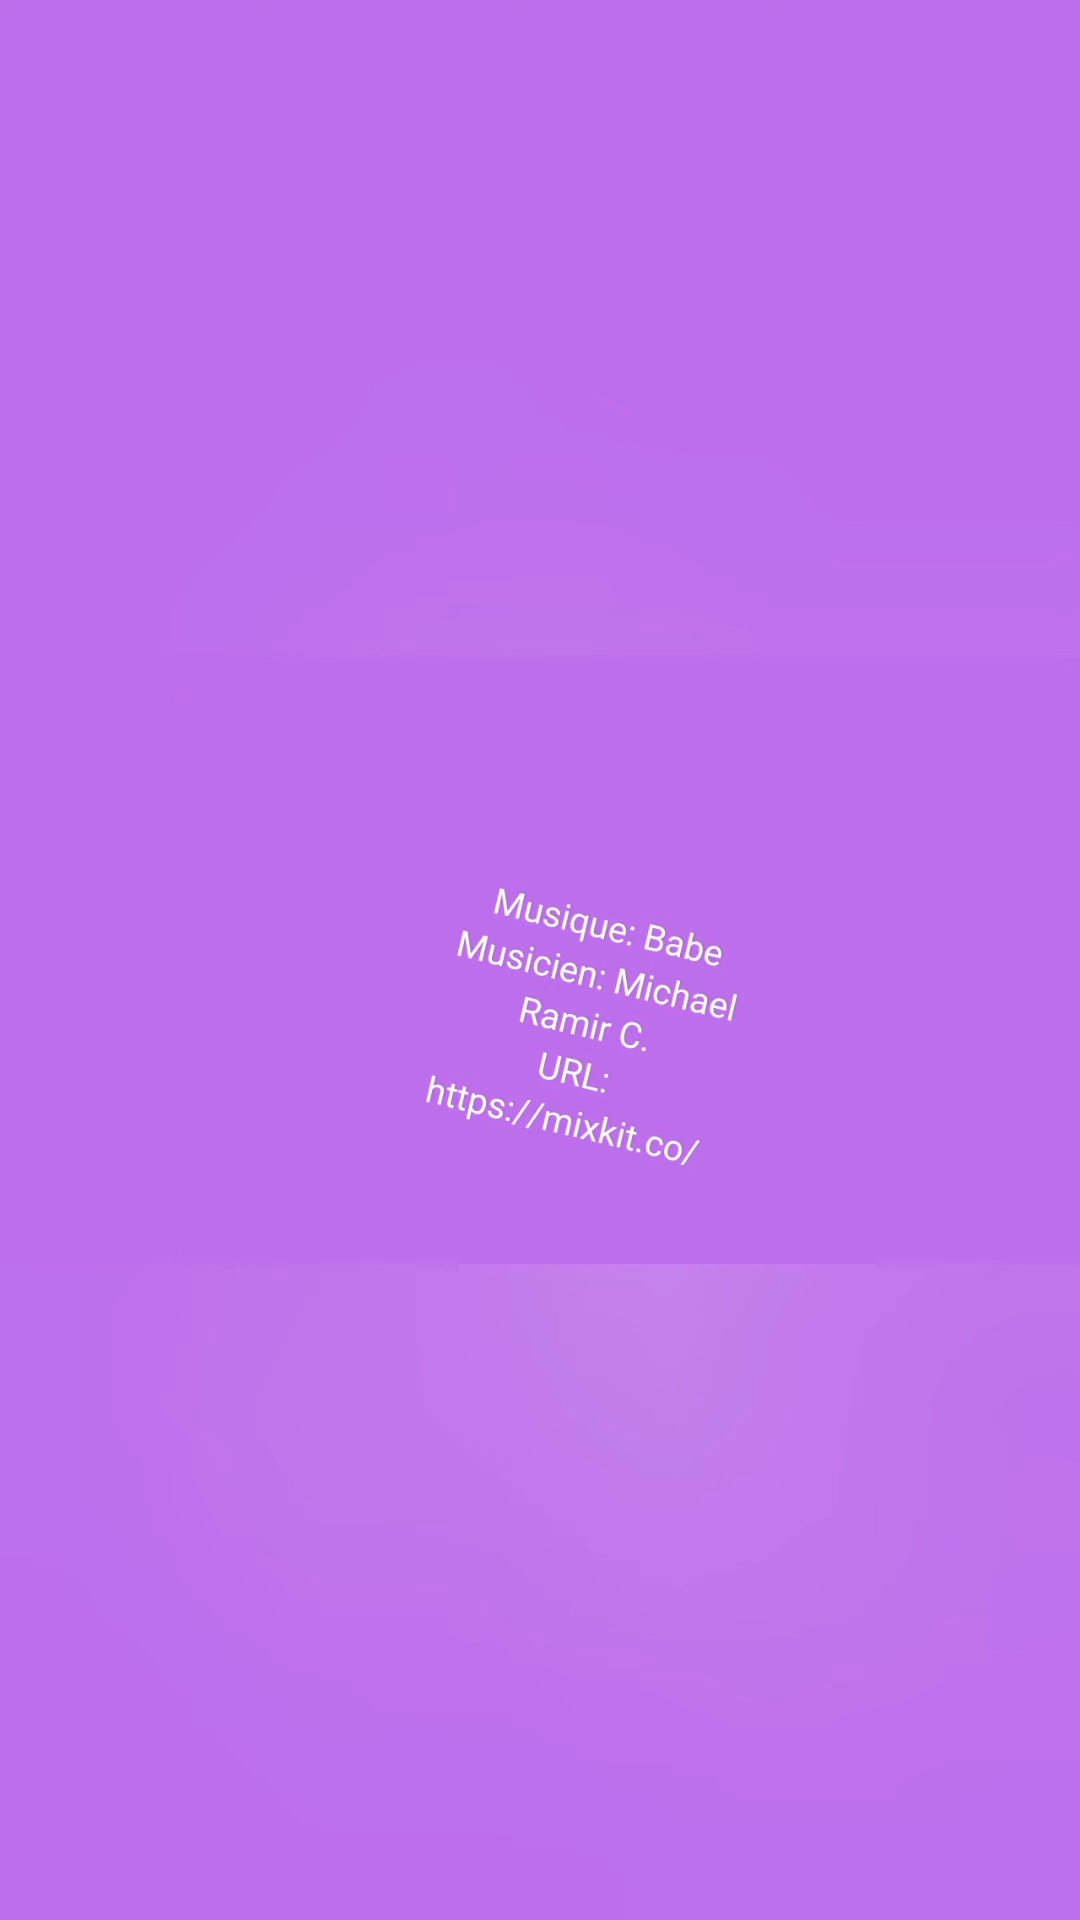 Musique: Babe
Musicien: Michael
Ramir C.
URL:
https://mixkit.co/